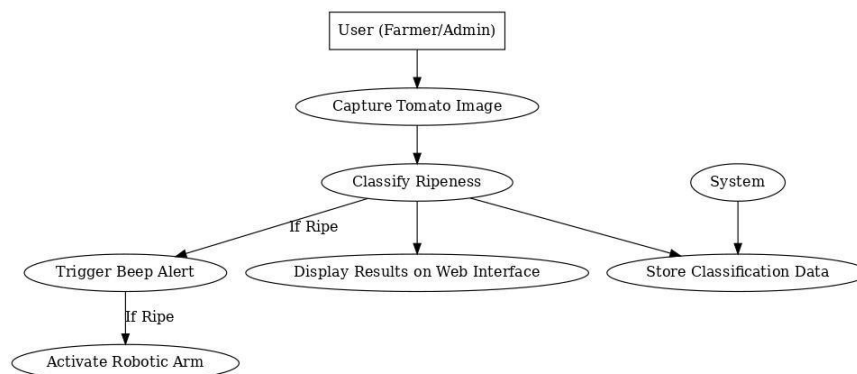 User (Farmer/Admin)
Capture Tomato Image
Classify Ripeness
System
If Ripe
Trigger Beep Alert
Display Results on Web Interface
Store Classification Data
If Ripe
Activate Robotic Arm